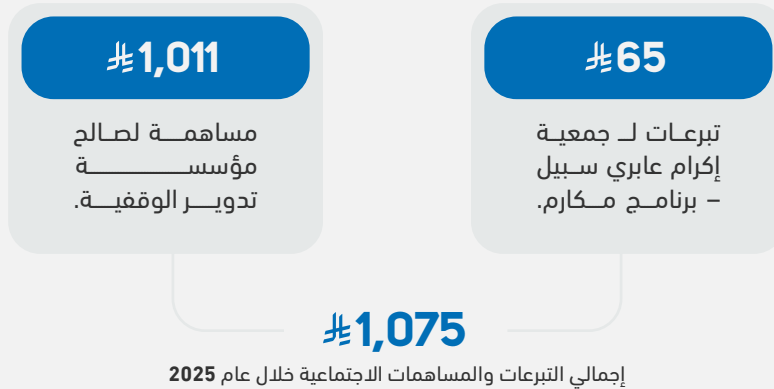 ⃁65
تبرعات لـ جمعية
إكرام عابري سبيل
– برنامج مكارم.
⃁1,011
مساهمة لصالح
مؤسسة
تدوير الوقفية.
⃁1,075
إجمالي التبرعات والمساهمات الاجتماعية خلال عام 2025